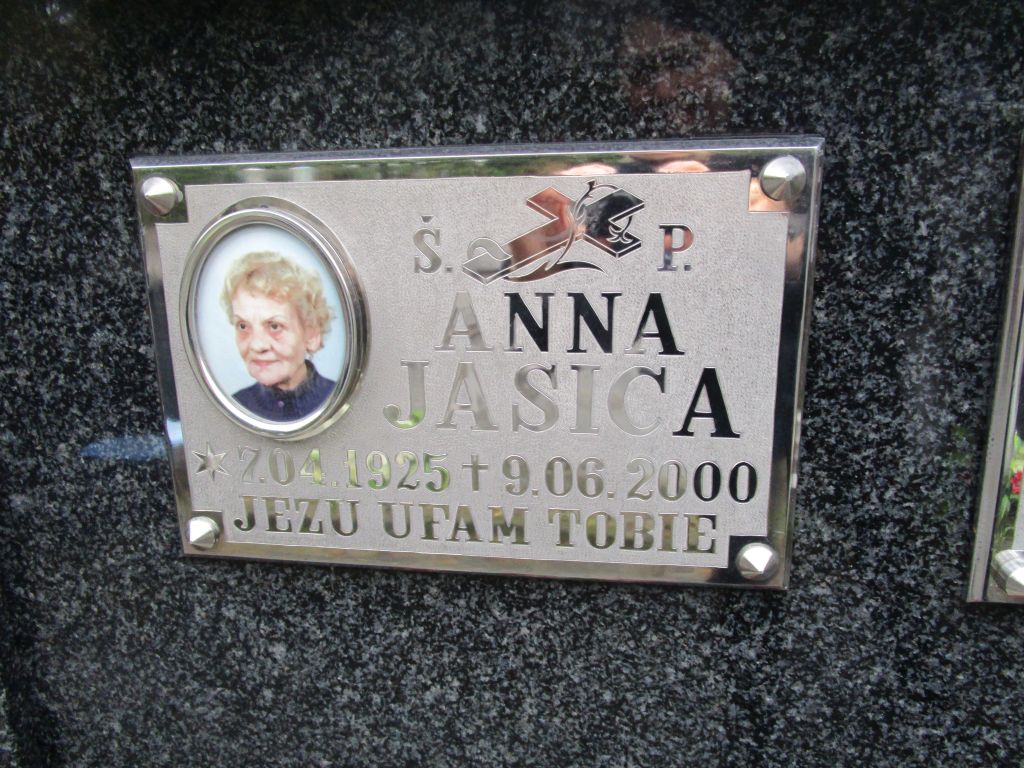 Ś. P.
ANNA
JASICA
7.04.1925 † 9.06.2000
JEZU UFAM TOBIE